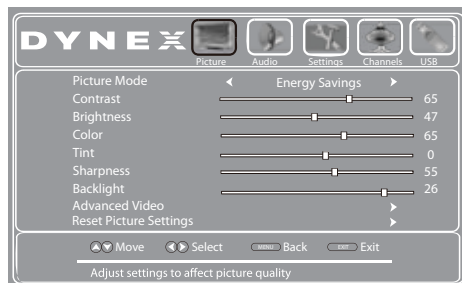 DYNEX
Picture Audio Settings Channels USB
Picture Mode Energy Savings
Contrast 65
Brightness 47
Color 65
Tint 0
Sharpness 55
Backlight 26
Advanced Video
Reset Picture Settings
Move Select MENU Back EXIT Exit
Adjust settings to affect picture quality